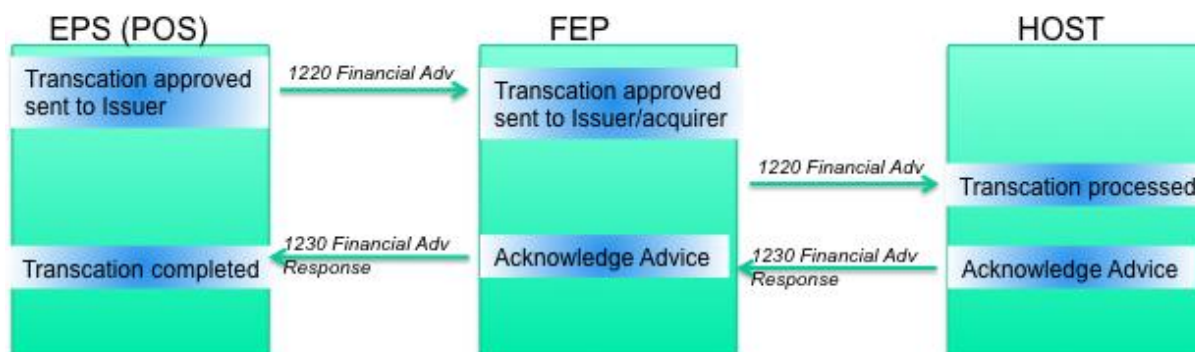 EPS (POS)
FEP
HOST
Transcation approved
sent to Issuer
1220 Financial Adv
Transcation approved
sent to Issuer/acquirer
1220 Financial Adv
Transcation processed
1230 Financial Adv
Response
Transcation completed
Acknowledge Advice
1230 Financial Adv
Response
Acknowledge Advice